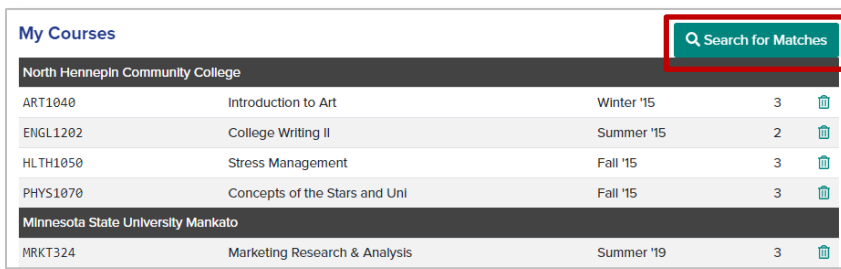 My Courses
Search for Matches
North Hennepin Community College
ART1040 Introduction to Art Winter '15 3
ENGL1202 College Writing II Summer '15 2
HLTH1050 Stress Management Fall '15 3
PHYS1070 Concepts of the Stars and Uni Fall '15 3
Minnesota State University Mankato
MRKT324 Marketing Research & Analysis Summer '19 3